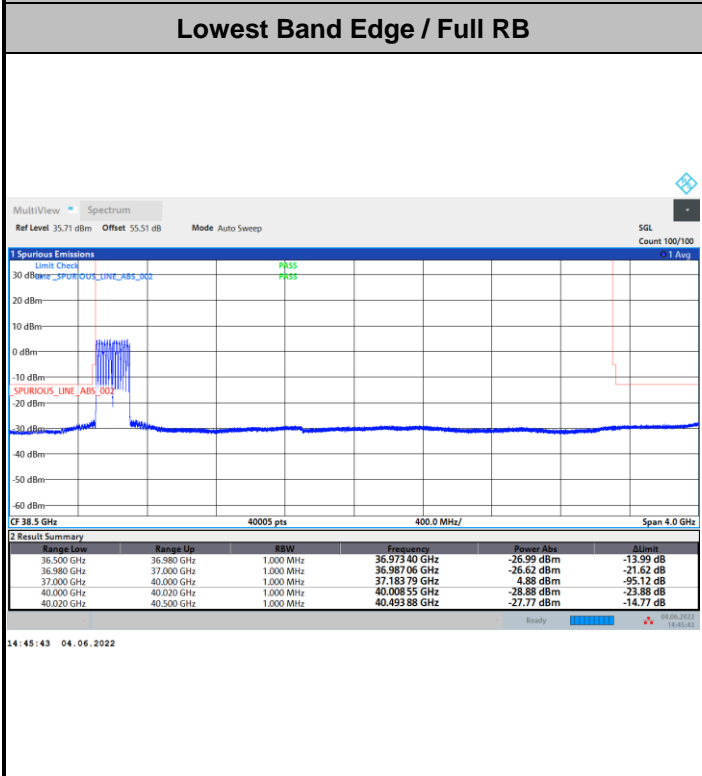 Lowest Band Edge / Full RB
MultiView Spectrum
Ref Level 35.71 dBm Offset 55.51 dB Mode Auto Sweep SGL
Count 100/100
1 Spurious Emissions 1 Avg
Limit Check PASS
30 dBm Line _SPURIOUS_LINE_ABS_002 PASS
20 dBm
10 dBm
0 dBm
-10 dBm
_SPURIOUS_LINE_ABS_002
-20 dBm
-30 dBm
-40 dBm
-50 dBm
-60 dBm
CF 38.5 GHz 40005 pts 400.0 MHz/ Span 4.0 GHz
2 Result Summary
Range Low Range Up RBW Frequency Power Abs ΔLimit
36.500 GHz 36.980 GHz 1.000 MHz 36.973 40 GHz -26.99 dBm -13.99 dB
36.980 GHz 37.000 GHz 1.000 MHz 36.987 06 GHz -26.62 dBm -21.62 dB
37.000 GHz 40.000 GHz 1.000 MHz 37.183 79 GHz 4.88 dBm -95.12 dB
40.000 GHz 40.020 GHz 1.000 MHz 40.008 55 GHz -28.88 dBm -23.88 dB
40.020 GHz 40.500 GHz 1.000 MHz 40.493 88 GHz -27.77 dBm -14.77 dB
Ready 04.06.2022
14:45:43
14:45:43 04.06.2022